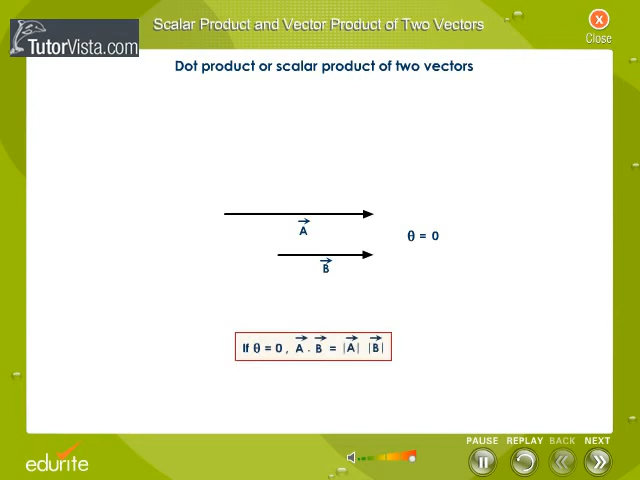 Scalar Product and Vector Product of Two Vectors
Close
TutorVista.com
Dot product or scalar product of two vectors
A
θ = 0
B
If θ = 0 , A⃗ . B⃗ = |A⃗| |B⃗|
PAUSE REPLAY BACK NEXT
edurite